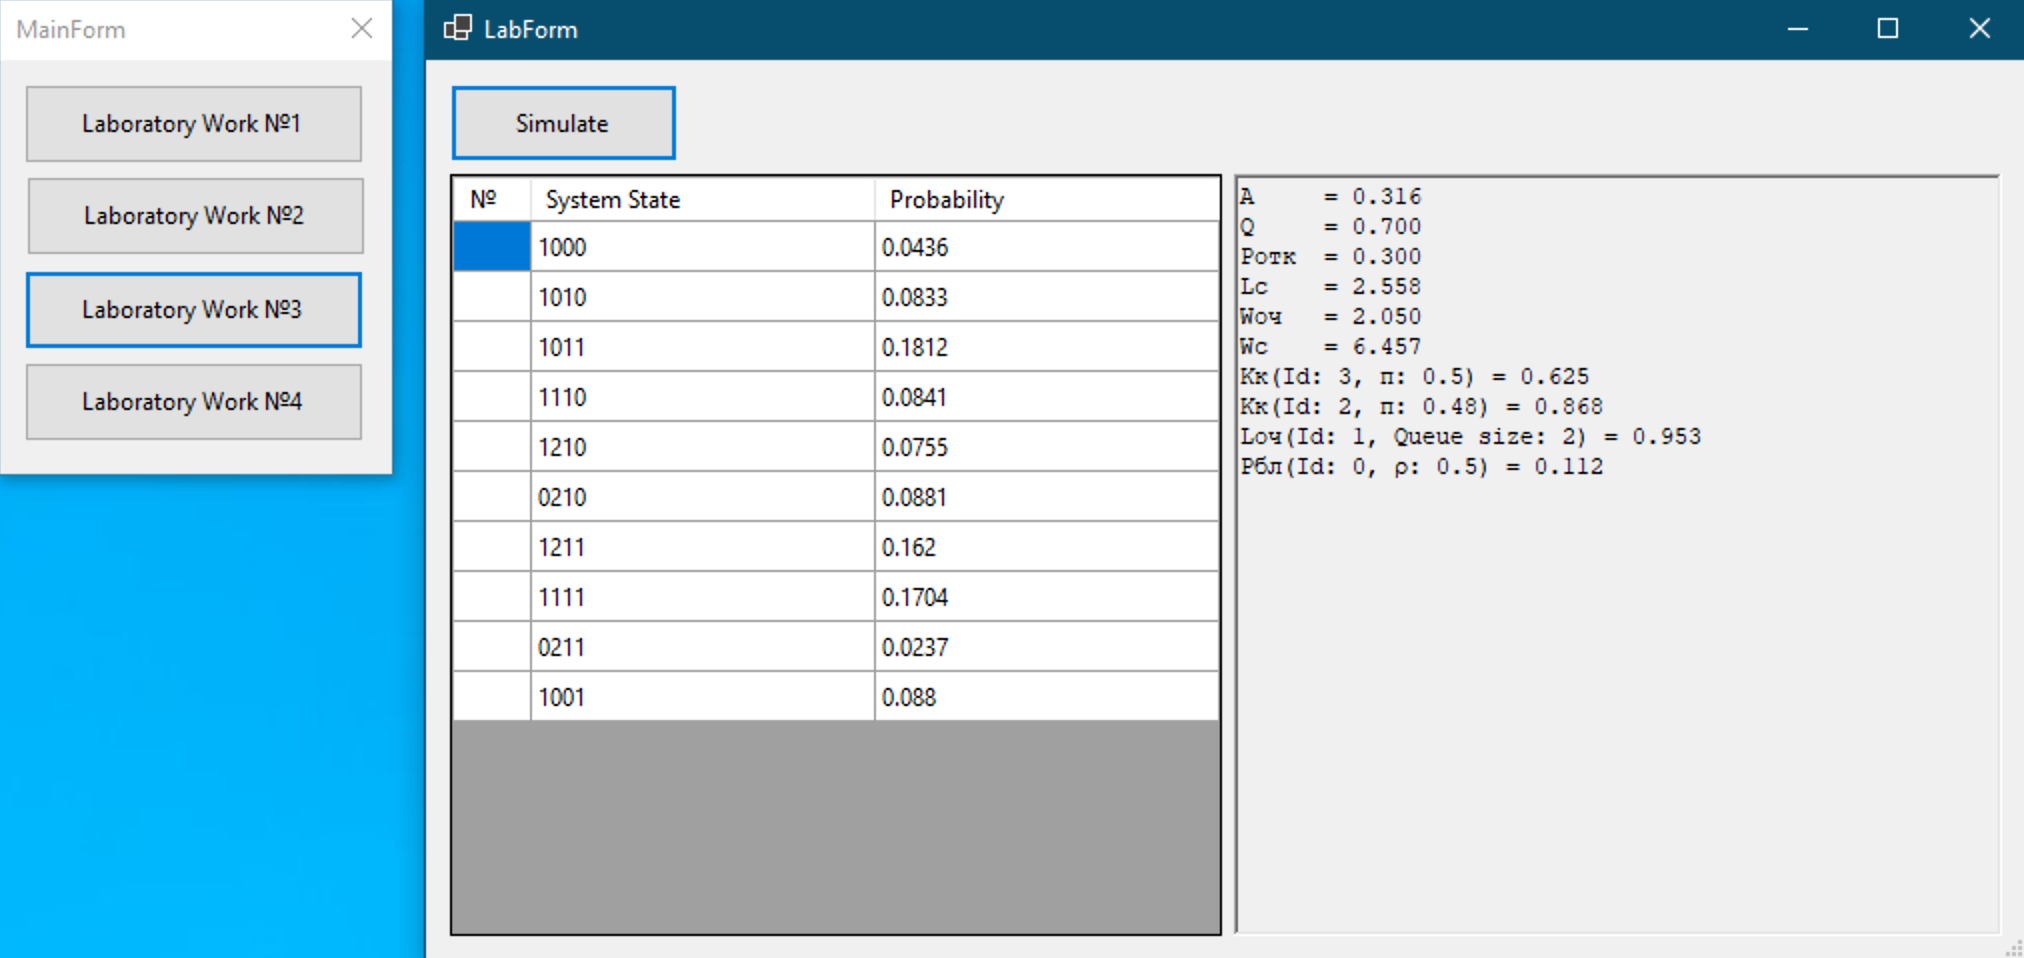 MainForm
Laboratory Work №1
Laboratory Work №2
Laboratory Work №3
Laboratory Work №4
LabForm
Simulate
№ System State Probability
1000 0.0436
1010 0.0833
1011 0.1812
1110 0.0841
1210 0.0755
0210 0.0881
1211 0.162
1111 0.1704
0211 0.0237
1001 0.088
A = 0.316
Q = 0.700
Pотк = 0.300
Lc = 2.558
Wоч = 2.050
Wc = 6.457
Кк(Id: 3, π: 0.5) = 0.625
Кк(Id: 2, π: 0.48) = 0.868
Lоч(Id: 1, Queue size: 2) = 0.953
Pбл(Id: 0, ρ: 0.5) = 0.112